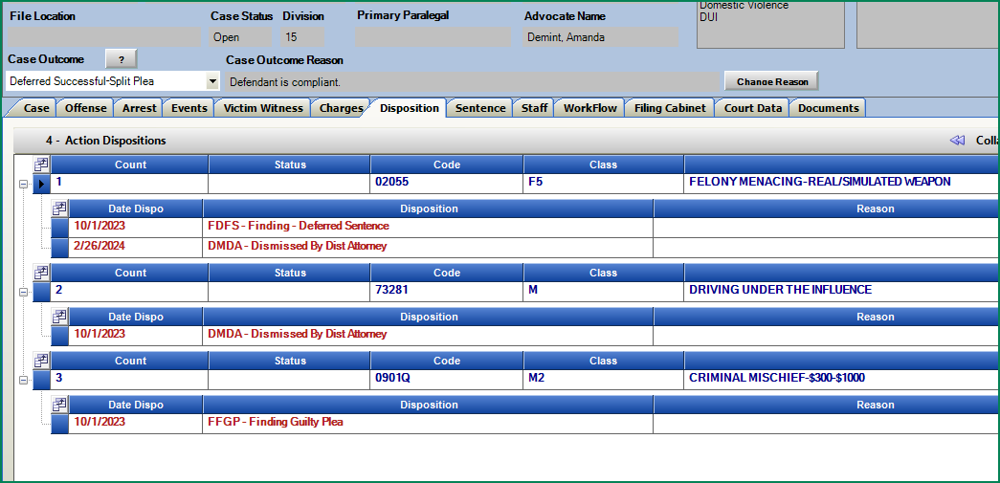 Domestic Violence
File Location Case Status Division Primary Paralegal Advocate Name DUI
Open 15 Demint, Amanda
Case Outcome ? Case Outcome Reason
Deferred Successful-Split Plea Defendant is compliant. Change Reason
Case Offense Arrest Events Victim Witness Charges Disposition Sentence Staff WorkFlow Filing Cabinet Court Data Documents
4 - Action Dispositions
Count Status Code Class
1 02055 F5 FELONY MENACING-REAL/SIMULATED WEAPON
Date Dispo Disposition Reason
10/1/2023 FDFS - Finding - Deferred Sentence
2/26/2024 DMDA - Dismissed By Dist Attorney
Count Status Code Class
2 73281 M DRIVING UNDER THE INFLUENCE
Date Dispo Disposition Reason
10/1/2023 DMDA - Dismissed By Dist Attorney
Count Status Code Class
3 0901Q M2 CRIMINAL MISCHIEF-$300-$1000
Date Dispo Disposition Reason
10/1/2023 FFGP - Finding Guilty Plea